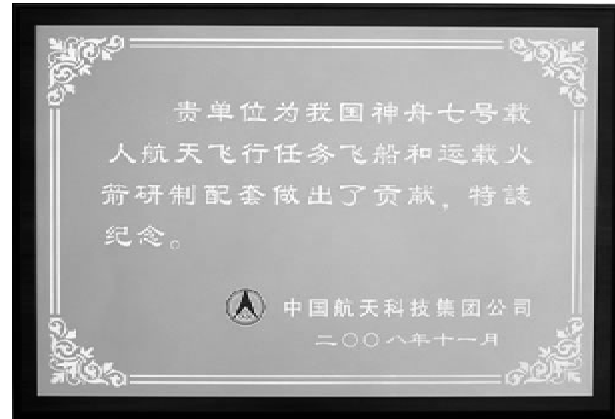 贵单位为我国神舟七号载
人航天飞行任务飞船和运载火
箭研制配套做出了贡献，特誌
纪念。
中国航天科技集团公司
二〇〇八年十一月